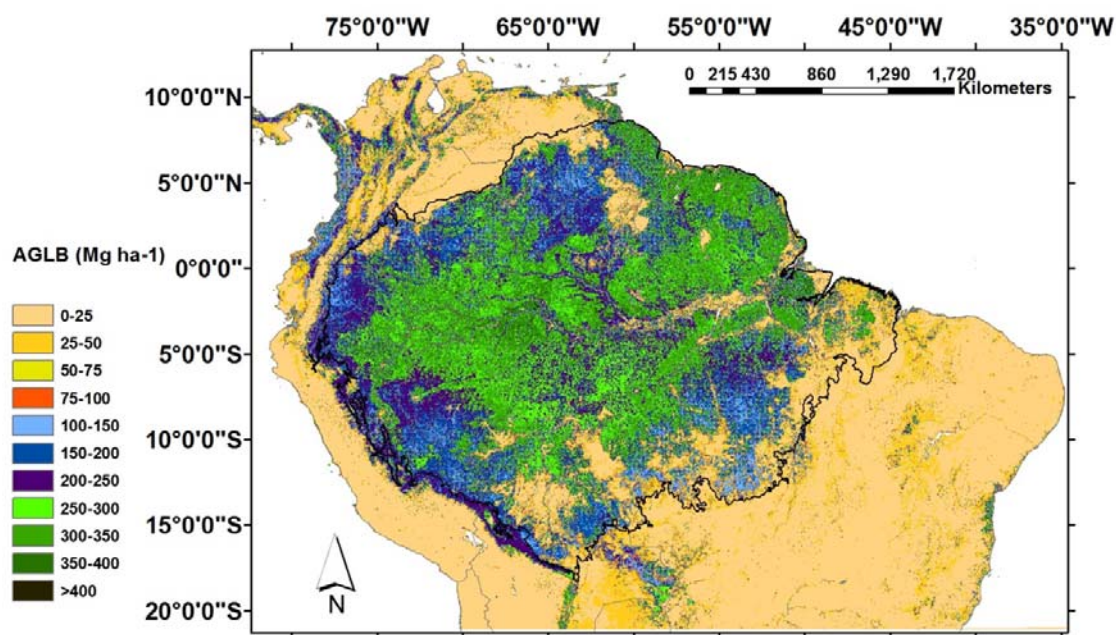 75°0'0"W 65°0'0"W 55°0'0"W 45°0'0"W 35°0'0"W
0 215 430 860 1,290 1,720
Kilometers
10°0'0"N
5°0'0"N
0°0'0"
5°0'0"S
10°0'0"S
15°0'0"S
20°0'0"S
AGLB (Mg ha-1)
0-25
25-50
50-75
75-100
100-150
150-200
200-250
250-300
300-350
350-400
>400
N